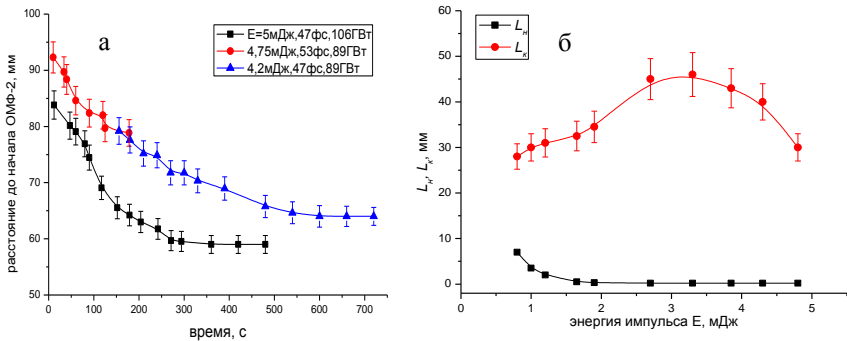 а
E=5мДж,47фс,106ГВт
4,75мДж,53фс,89ГВт
4,2мДж,47фс,89ГВт
расстояние до начала ОМФ-2, мм
100
90
80
70
60
50
0 100 200 300 400 500 600 700
время, с
б
Lн
Lк
Lн, Lк, мм
60
50
40
30
20
10
0
0 1 2 3 4 5
энергия импульса E, мДж